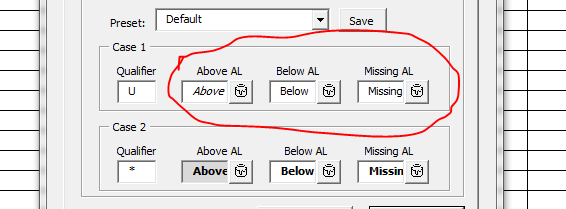 Preset: Default Save
Case 1
Qualifier Above AL Below AL Missing AL
U Above Below Missing
Case 2
Qualifier Above AL Below AL Missing AL
* Above Below Missin